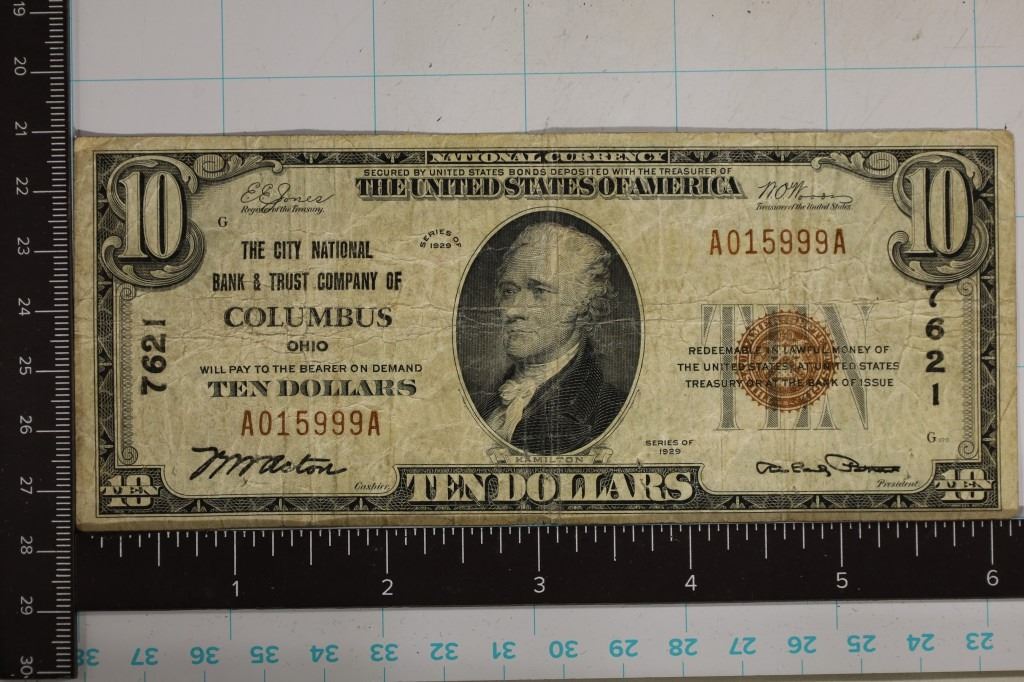 19
20
21
22
23
24
25
26
27
28
29
30
NATIONAL CURRENCY
SECURED BY UNITED STATES BONDS DEPOSITED WITH THE TREASURER OF
THE UNITED STATES OF AMERICA
10
10
E E Jones
Register of the Treasury.
W.O. Woods
Treasurer of the United States.
G
THE CITY NATIONAL
BANK & TRUST COMPANY OF
COLUMBUS
OHIO
WILL PAY TO THE BEARER ON DEMAND
TEN DOLLARS
A015999A
7621
SERIES OF
1929
A015999A
7621
TEN
REDEEMABLE IN LAWFUL MONEY OF
THE UNITED STATES AT UNITED STATES
TREASURY OR AT THE BANK OF ISSUE
G
SERIES OF
1929
HAMILTON
Cashier.
President.
10
TEN
TEN DOLLARS
10
TEN
1 2 3 4 5 6
38 37 36 35 34 33 32 31 30 29 28 27 26 25 24 23